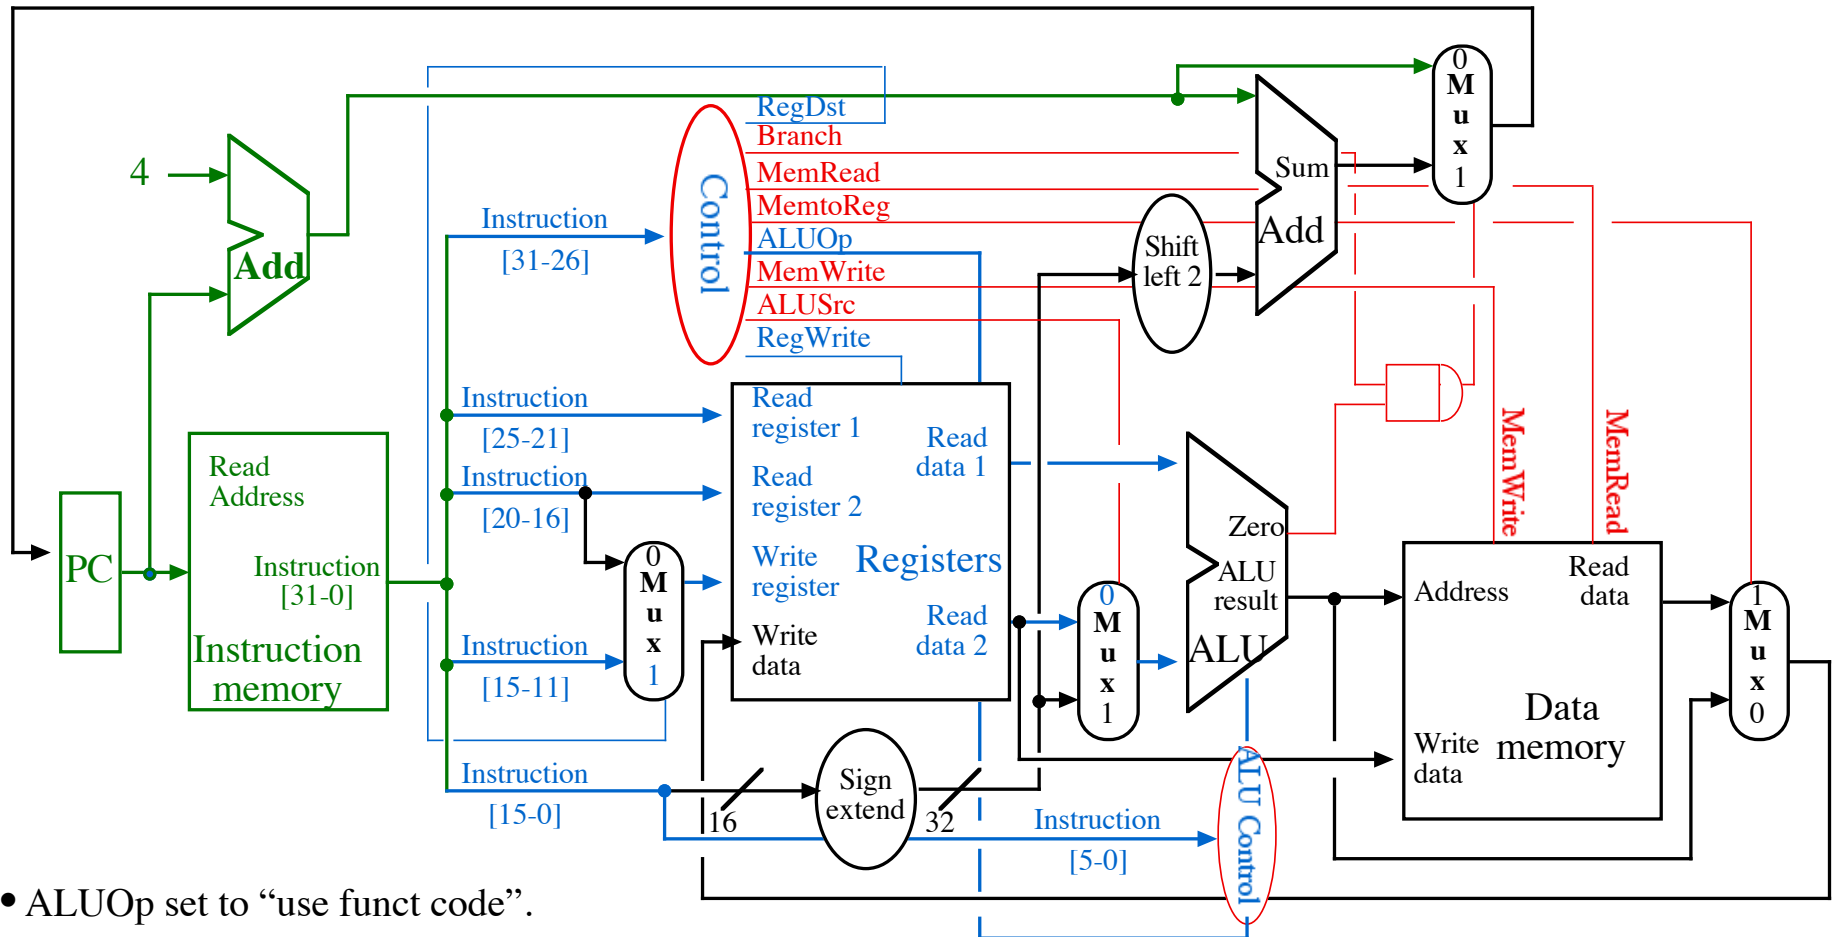 0
M
u
x
1
RegDst
Branch
MemRead
MemtoReg
ALUOp
MemWrite
ALUSrc
RegWrite
Control
4
Add
Sum
Add
Shift
left 2
Instruction
[31-26]
Instruction
[25-21]
Instruction
[20-16]
Instruction
[15-11]
Instruction
[15-0]
PC
Read
Address
Instruction
[31-0]
Instruction
memory
0
M
u
x
1
Read
register 1
Read
register 2
Write
register
Write
data
Read
data 1
Registers
Read
data 2
0
M
u
x
1
Zero
ALU
result
ALU
MemWrite
MemRead
Address
Read
data
Write
data
Data
memory
1
M
u
x
0
16
Sign
extend
32
Instruction
[5-0]
ALU Control
• ALUOp set to “use funct code”.